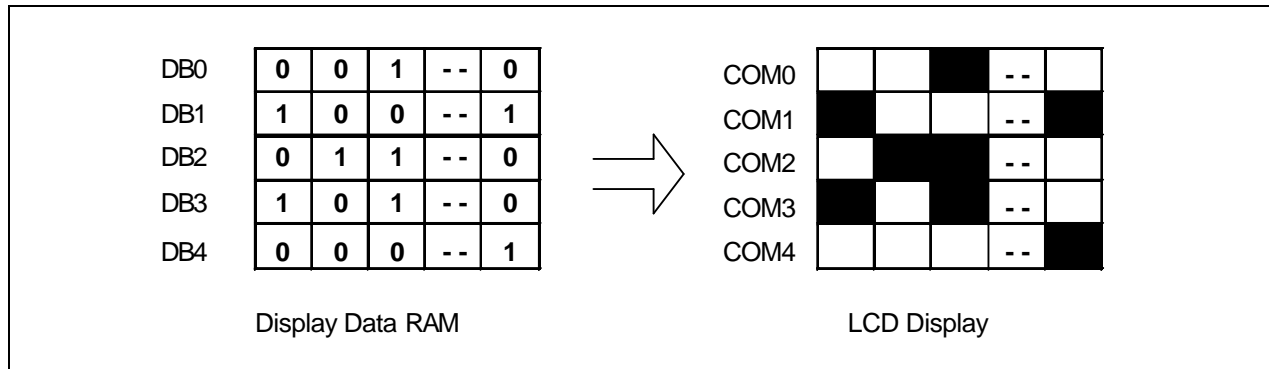 DB0 0 0 1 - - 0 COM0 - -
DB1 1 0 0 - - 1 COM1 - -
DB2 0 1 1 - - 0 COM2 - -
DB3 1 0 1 - - 0 COM3 - -
DB4 0 0 0 - - 1 COM4 - -
Display Data RAM LCD Display